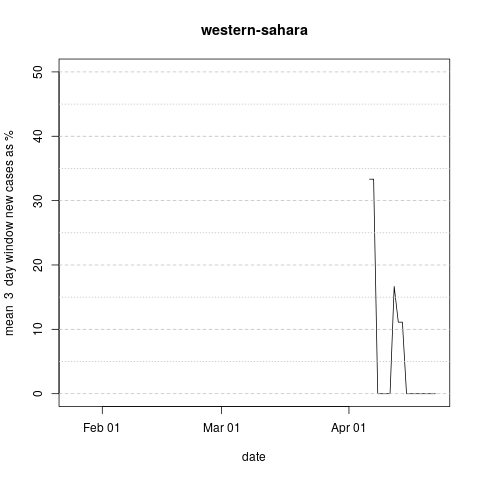 western-sahara
mean  3  day window new cases as %
50
40
30
20
10
0
Feb 01
Mar 01
Apr 01
date